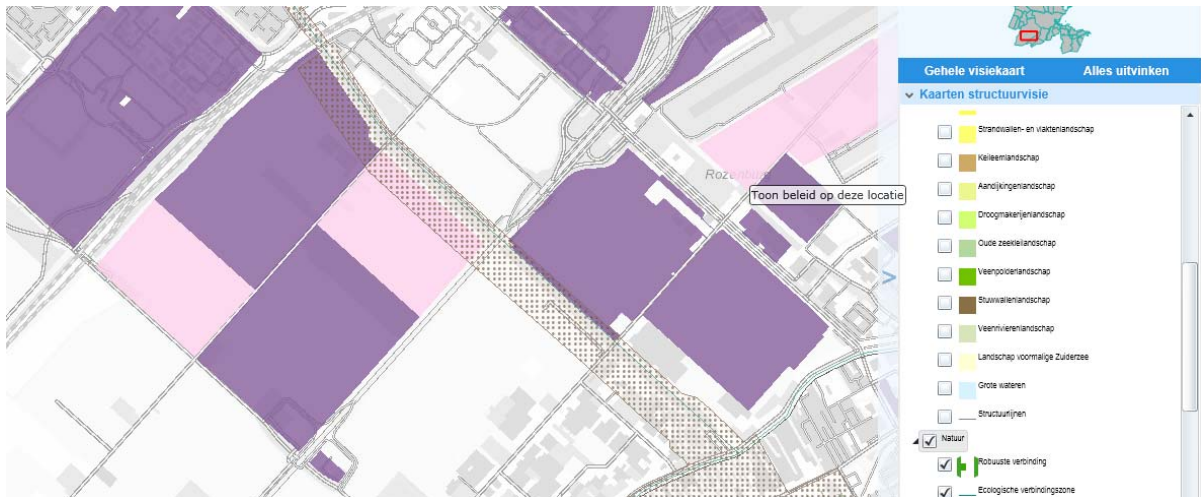 Gehele visiekaart Alles uitvinken
Kaarten structuurvisie
Strandwallen- en vlaktenlandschap
Keileemlandschap
Aandijkingenlandschap
Droogmakerijenlandschap
Oude zeekleilandschap
Veenpolderlandschap
Stuwwallenlandschap
Veenrivierenlandschap
Landschap voormalige Zuiderzee
Grote wateren
Structuurlijnen
Natuur
Robuuste verbinding
Ecologische verbindingszone
Toon beleid op deze locatie
>